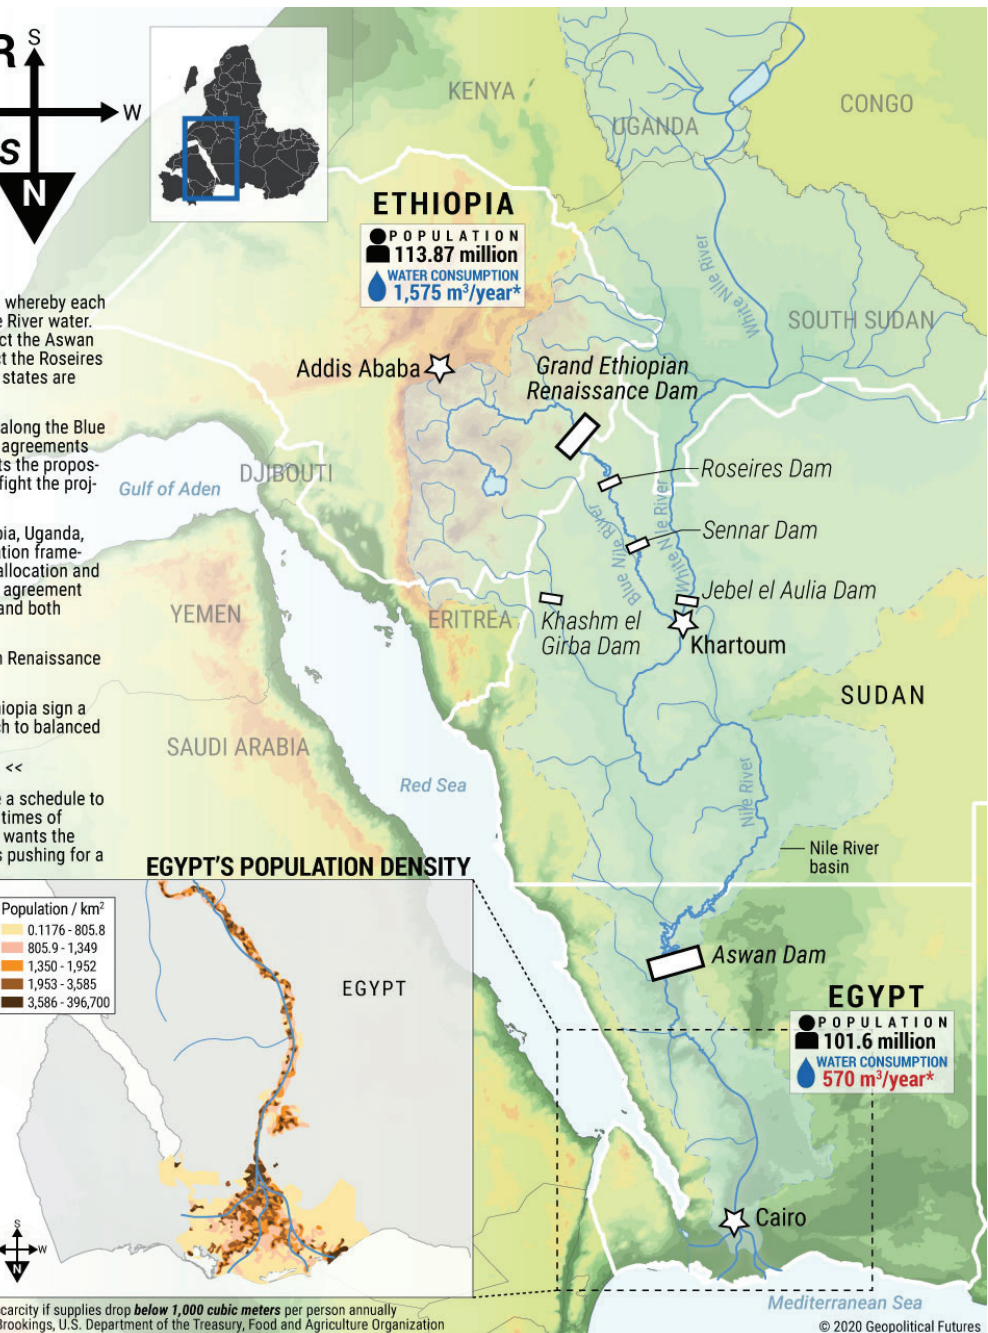 R
S
W
S
N
KENYA
UGANDA
CONGO
ETHIOPIA
POPULATION
113.87 million
WATER CONSUMPTION
1,575 m³/year*
White Nile River
SOUTH SUDAN
whereby each
e River water.
ct the Aswan
ct the Roseires
states are
Addis Ababa
Grand Ethiopian
Renaissance Dam
along the Blue
agreements
ts the propos-
fight the proj-
DJIBOUTI
Gulf of Aden
Roseires Dam
Sennar Dam
Blue Nile River
White Nile River
bia, Uganda,
ation frame-
allocation and
agreement
and both
Jebel el Aulia Dam
YEMEN
ERITREA
Khashm el
Girba Dam
Khartoum
n Renaissance
hiopia sign a
ch to balanced
<<
SUDAN
SAUDI ARABIA
Red Sea
Nile River
e a schedule to
times of
wants the
s pushing for a
Nile River
basin
EGYPT'S POPULATION DENSITY
Population / km²
0.1176 - 805.8
805.9 - 1,349
1,350 - 1,952
1,953 - 3,585
3,586 - 396,700
EGYPT
Aswan Dam
EGYPT
POPULATION
101.6 million
WATER CONSUMPTION
570 m³/year*
Cairo
S
W
N
Mediterranean Sea
carcity if supplies drop below 1,000 cubic meters per person annually
Brookings, U.S. Department of the Treasury, Food and Agriculture Organization
© 2020 Geopolitical Futures